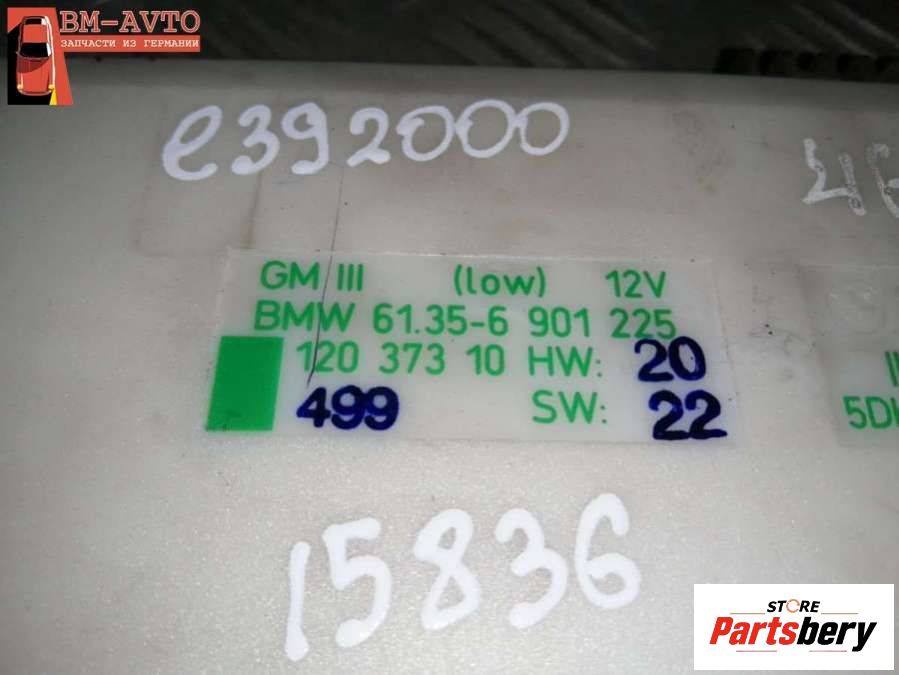 BM-AVTO
ЗАПЧАСТИ ИЗ ГЕРМАНИИ
e392000
GM III (low) 12V
BMW 61.35-6 901 225
120 373 10 HW: 20
499 SW: 22
15836
STORE
Partsbery